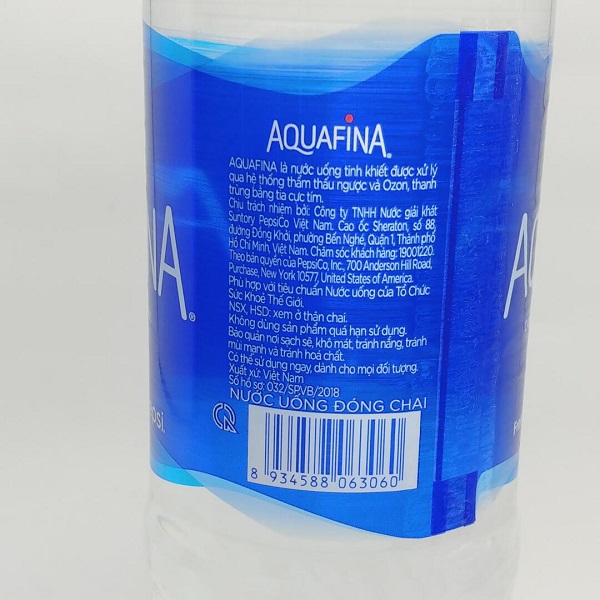 AQUAFINA®
AQUAFINA là nước uống tinh khiết được xử lý
qua hệ thống thẩm thấu ngược và Ozon, thanh
trùng bằng tia cực tím.
Chịu trách nhiệm bởi: Công ty TNHH Nước giải khát
Suntory PepsiCo Việt Nam. Cao ốc Sheraton, số 88,
đường Đồng Khởi, phường Bến Nghé, Quận 1, Thành phố
Hồ Chí Minh, Việt Nam. Chăm sóc khách hàng: 19001220.
Theo bản quyền của PepsiCo, Inc., 700 Anderson Hill Road,
Purchase, New York 10577, United States of America.
Phù hợp với tiêu chuẩn Nước uống của Tổ Chức
Sức Khoẻ Thế Giới.
NSX, HSD: xem ở thân chai.
Không dùng sản phẩm quá hạn sử dụng.
Bảo quản nơi sạch sẽ, khô mát, tránh nắng, tránh
mùi mạnh và tránh hoá chất.
Có thể sử dụng ngay, dành cho mọi đối tượng.
Xuất xứ: Việt Nam
Số hồ sơ: 032/SPVB/2018
NƯỚC UỐNG ĐÓNG CHAI
8 934588 063060
NA®